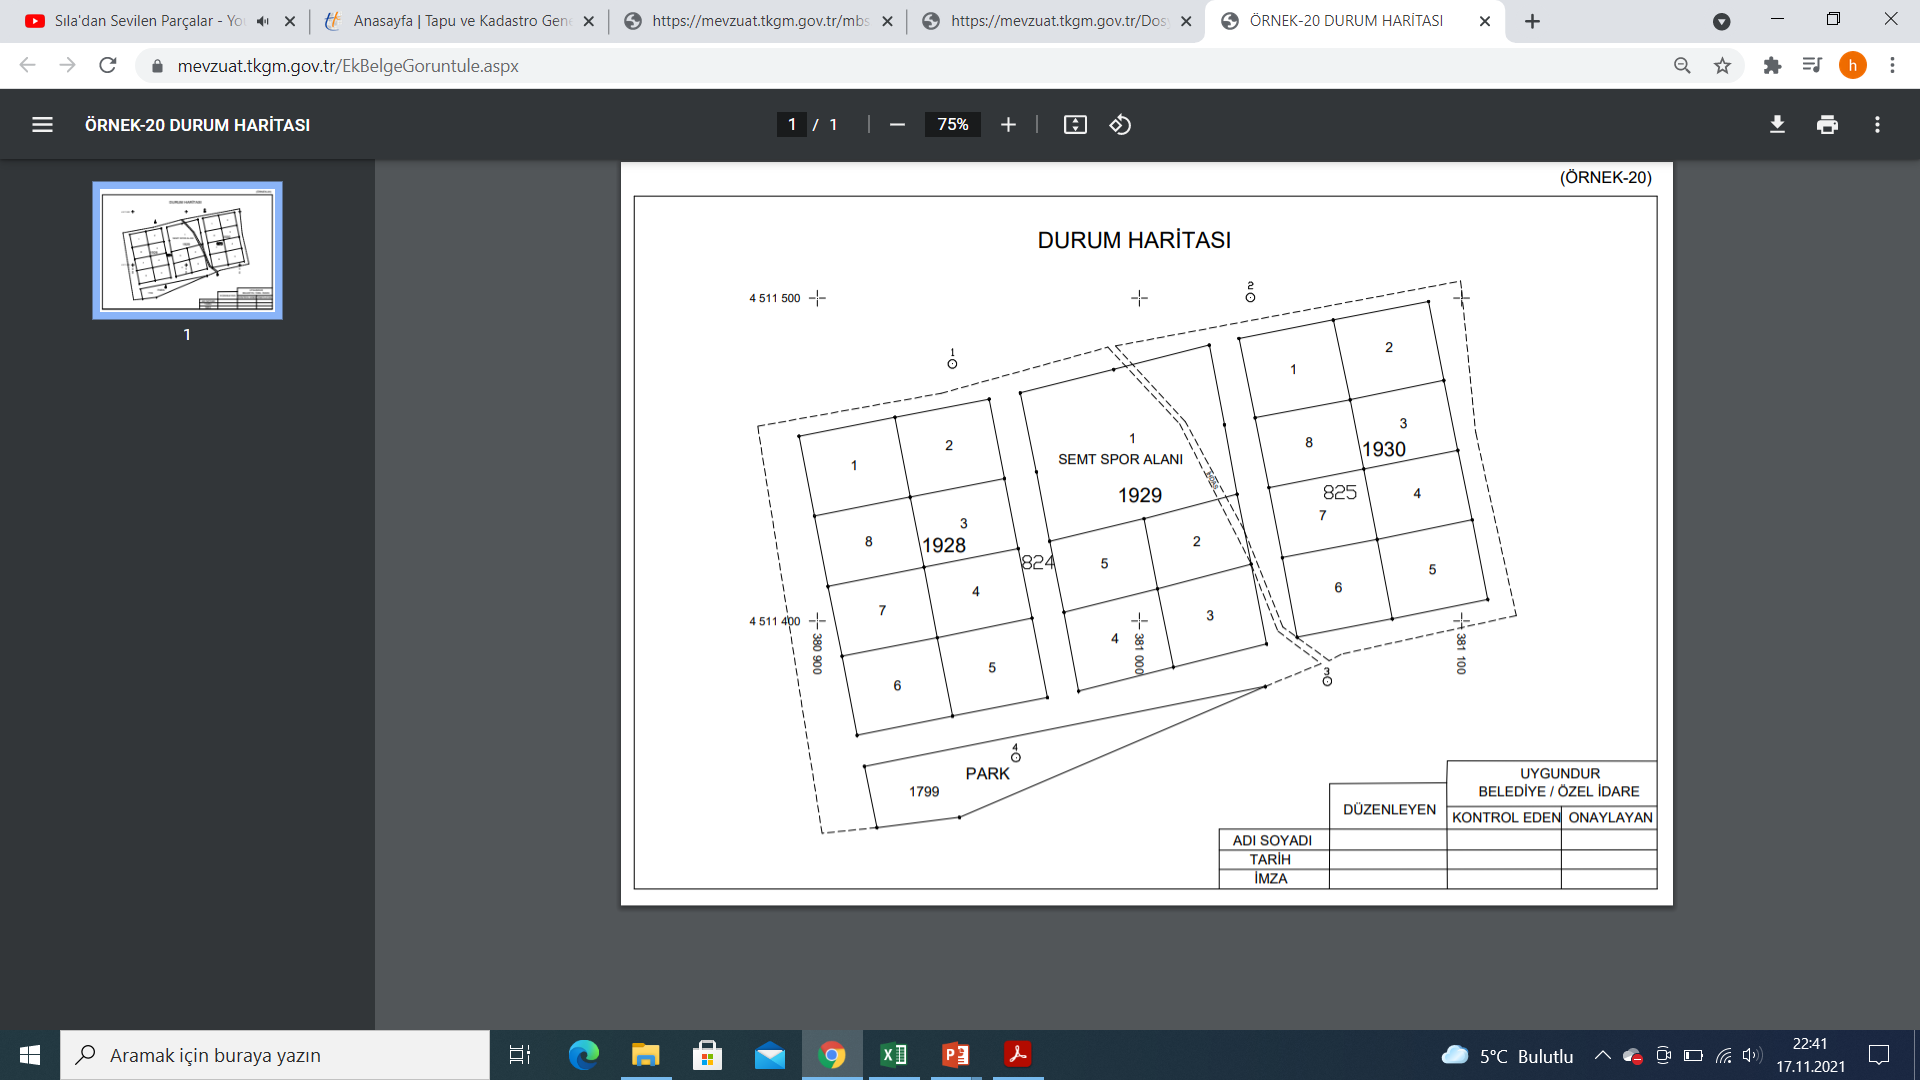 Sıla'dan Sevilen Parçalar - Yo
Anasayfa | Tapu ve Kadastro Gene
https://mevzuat.tkgm.gov.tr/mbs
https://mevzuat.tkgm.gov.tr/Dos
ÖRNEK-20 DURUM HARİTASI
mevzuat.tkgm.gov.tr/EkBelgeGoruntule.aspx
h
ÖRNEK-20 DURUM HARİTASI
1 / 1
75%
1
(ÖRNEK-20)
DURUM HARİTASI
4 511 500
2
1
1
2
3
8
1930
825
4
7
6
5
1
SEMT SPOR ALANI
1929
5
2
4
3
1
2
8
3
1928
824
7
4
6
5
4 511 400
380 900
381 000
381 100
3
4
PARK
1799
UYGUNDUR
BELEDİYE / ÖZEL İDARE
DÜZENLEYEN
KONTROL EDEN
ONAYLAYAN
ADI SOYADI
TARİH
İMZA
Aramak için buraya yazın
5°C Bulutlu
22:41
17.11.2021